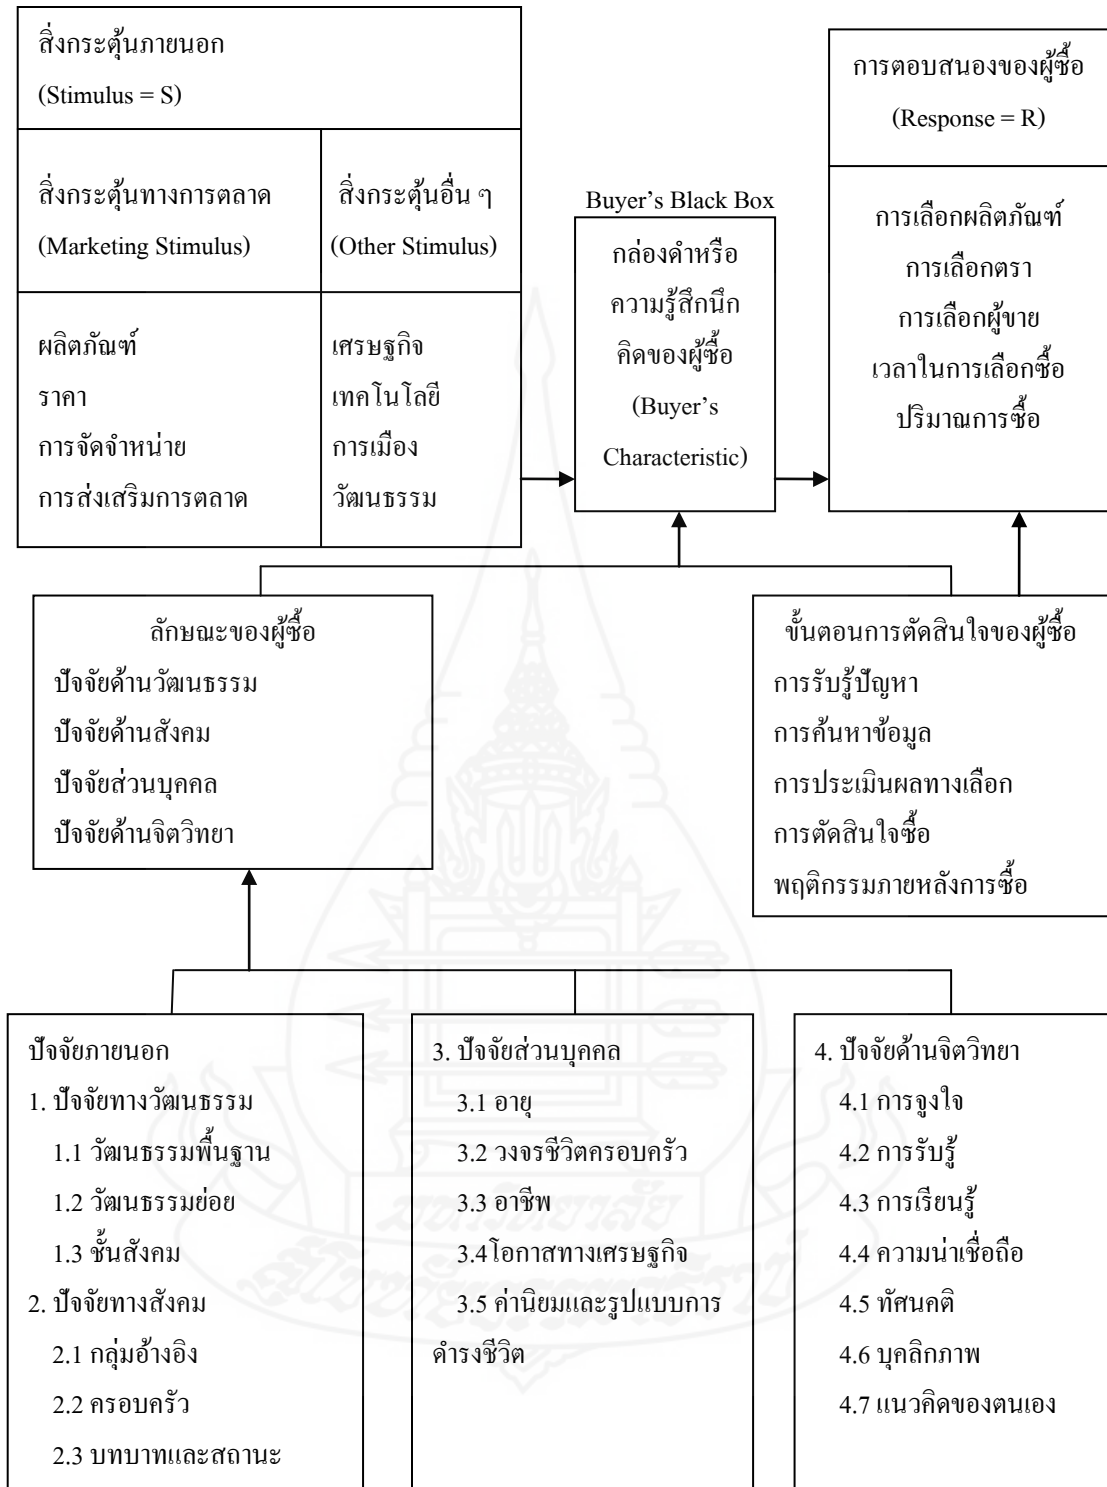 สิ่งกระตุ้นภายนอก
(Stimulus = S)
สิ่งกระตุ้นทางการตลาด
(Marketing Stimulus)
สิ่งกระตุ้นอื่น ๆ
(Other Stimulus)
ผลิตภัณฑ์
ราคา
การจัดจำหน่าย
การส่งเสริมการตลาด
เศรษฐกิจ
เทคโนโลยี
การเมือง
วัฒนธรรม
Buyer’s Black Box
กล่องดำหรือ
ความรู้สึกนึก
คิดของผู้ซื้อ
(Buyer’s
Characteristic)
การตอบสนองของผู้ซื้อ
(Response = R)
การเลือกผลิตภัณฑ์
การเลือกตรา
การเลือกผู้ขาย
เวลาในการเลือกซื้อ
ปริมาณการซื้อ
ลักษณะของผู้ซื้อ
ปัจจัยด้านวัฒนธรรม
ปัจจัยด้านสังคม
ปัจจัยส่วนบุคคล
ปัจจัยด้านจิตวิทยา
ขั้นตอนการตัดสินใจของผู้ซื้อ
การรับรู้ปัญหา
การค้นหาข้อมูล
การประเมินผลทางเลือก
การตัดสินใจซื้อ
พฤติกรรมภายหลังการซื้อ
ปัจจัยภายนอก
1. ปัจจัยทางวัฒนธรรม
1.1 วัฒนธรรมพื้นฐาน
1.2 วัฒนธรรมย่อย
1.3 ชั้นสังคม
2. ปัจจัยทางสังคม
2.1 กลุ่มอ้างอิง
2.2 ครอบครัว
2.3 บทบาทและสถานะ
3. ปัจจัยส่วนบุคคล
3.1 อายุ
3.2 วงจรชีวิตครอบครัว
3.3 อาชีพ
3.4 โอกาสทางเศรษฐกิจ
3.5 ค่านิยมและรูปแบบการ
ดำรงชีวิต
4. ปัจจัยด้านจิตวิทยา
4.1 การจูงใจ
4.2 การรับรู้
4.3 การเรียนรู้
4.4 ความน่าเชื่อถือ
4.5 ทัศนคติ
4.6 บุคลิกภาพ
4.7 แนวคิดของตนเอง
มหาวิทยาลัย
สุโขทัยธรรมาธิราช